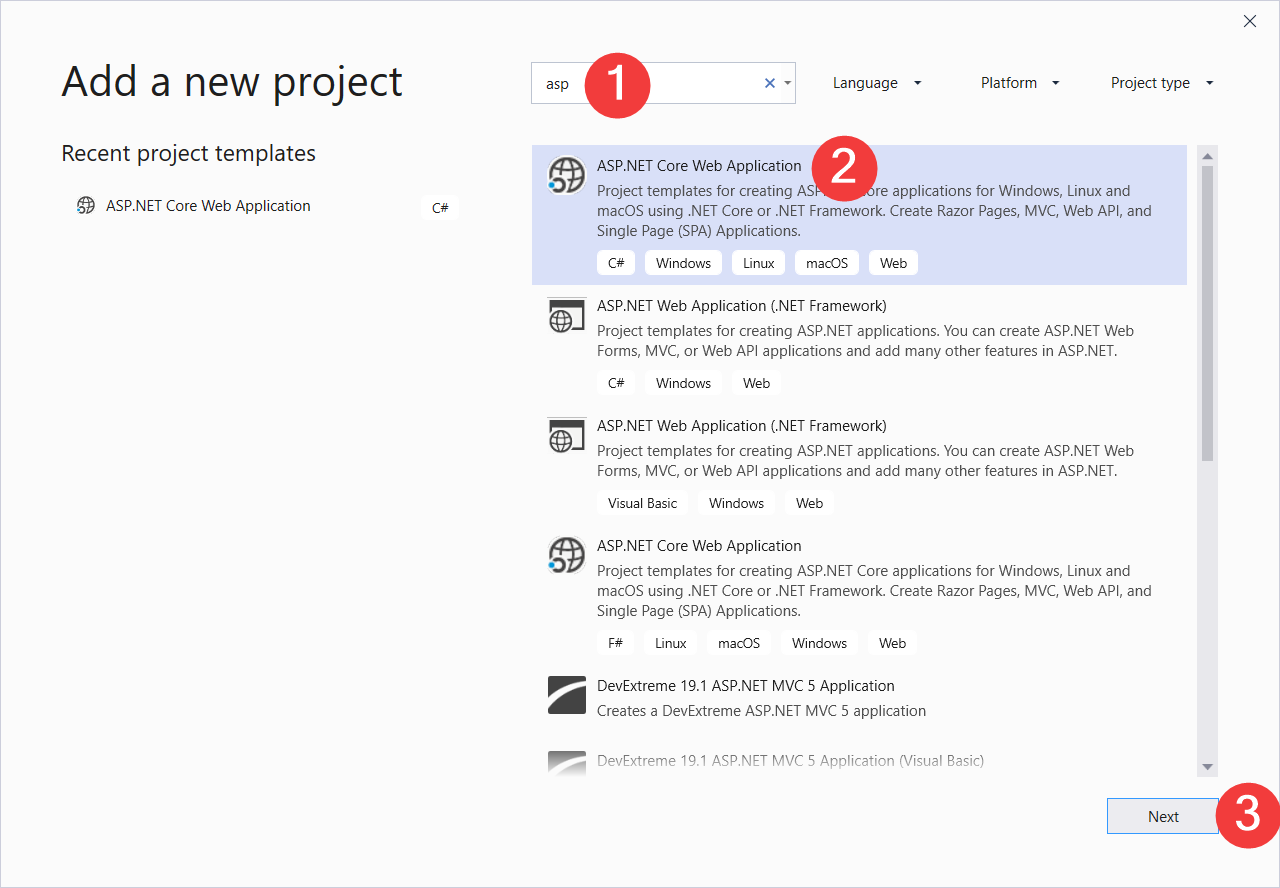 Add a new project
asp
1
Language
Platform
Project type
Recent project templates
ASP.NET Core Web Application
C#
ASP.NET Core Web Application
2
Project templates for creating ASP. Core applications for Windows, Linux and
macOS using .NET Core or .NET Framework. Create Razor Pages, MVC, Web API, and
Single Page (SPA) Applications.
C# Windows Linux macOS Web
ASP.NET Web Application (.NET Framework)
Project templates for creating ASP.NET applications. You can create ASP.NET Web
Forms, MVC, or Web API applications and add many other features in ASP.NET.
C# Windows Web
ASP.NET Web Application (.NET Framework)
Project templates for creating ASP.NET applications. You can create ASP.NET Web
Forms, MVC, or Web API applications and add many other features in ASP.NET.
Visual Basic Windows Web
ASP.NET Core Web Application
Project templates for creating ASP.NET Core applications for Windows, Linux and
macOS using .NET Core or .NET Framework. Create Razor Pages, MVC, Web API, and
Single Page (SPA) Applications.
F# Linux macOS Windows Web
DevExtreme 19.1 ASP.NET MVC 5 Application
Creates a DevExtreme ASP.NET MVC 5 application
DevExtreme 19.1 ASP.NET MVC 5 Application (Visual Basic)
Next
3